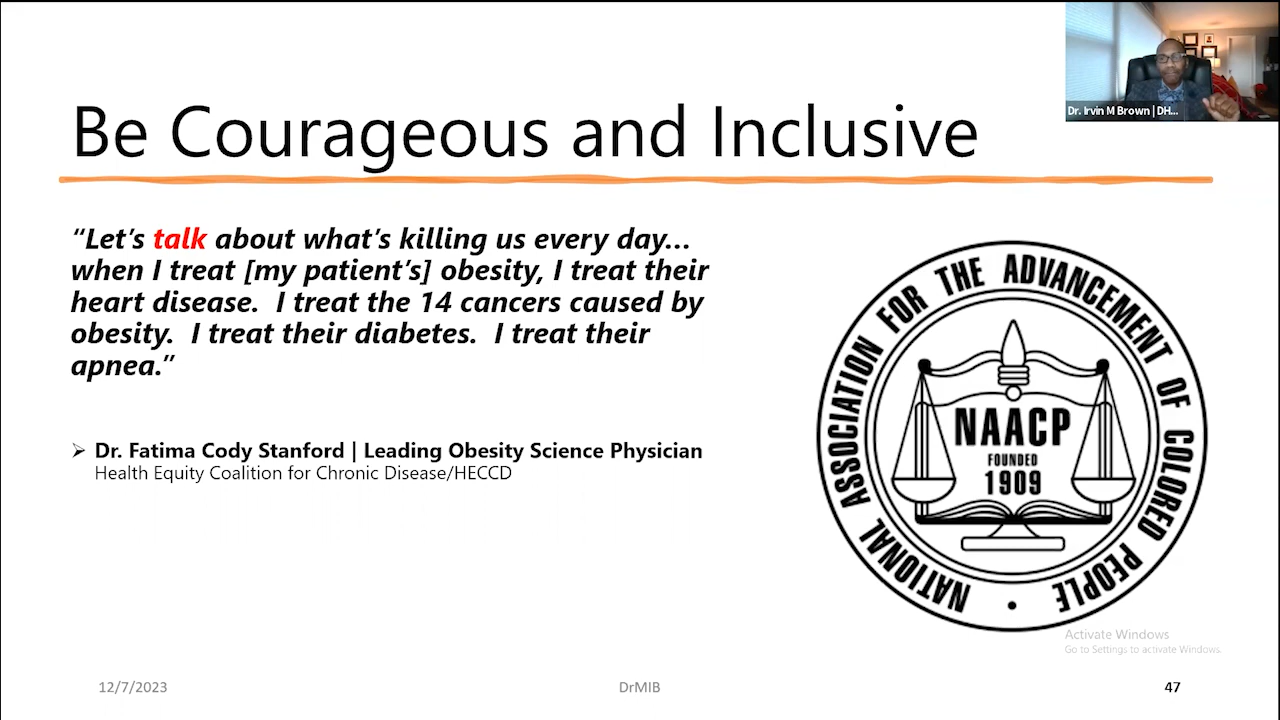 Dr. Irvin M Brown | DH...
Be Courageous and Inclusive
“Let’s talk about what’s killing us every day…
when I treat [my patient’s] obesity, I treat their
heart disease.  I treat the 14 cancers caused by
obesity.  I treat their diabetes.  I treat their
apnea.”
➢ Dr. Fatima Cody Stanford | Leading Obesity Science Physician
Health Equity Coalition for Chronic Disease/HECCD
NATIONAL ASSOCIATION FOR THE ADVANCEMENT OF COLORED PEOPLE •
NAACP
FOUNDED
1909
Activate Windows
Go to Settings to activate Windows.
12/7/2023
DrMIB
47